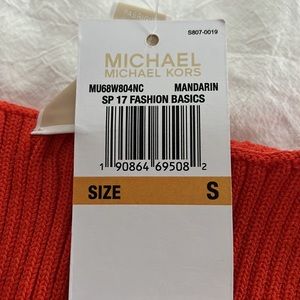 S807-0019
MICHAEL
MICHAEL KORS
MU68W804NC MANDARIN
SP 17 FASHION BASICS
1 90864 69508 2
SIZE S